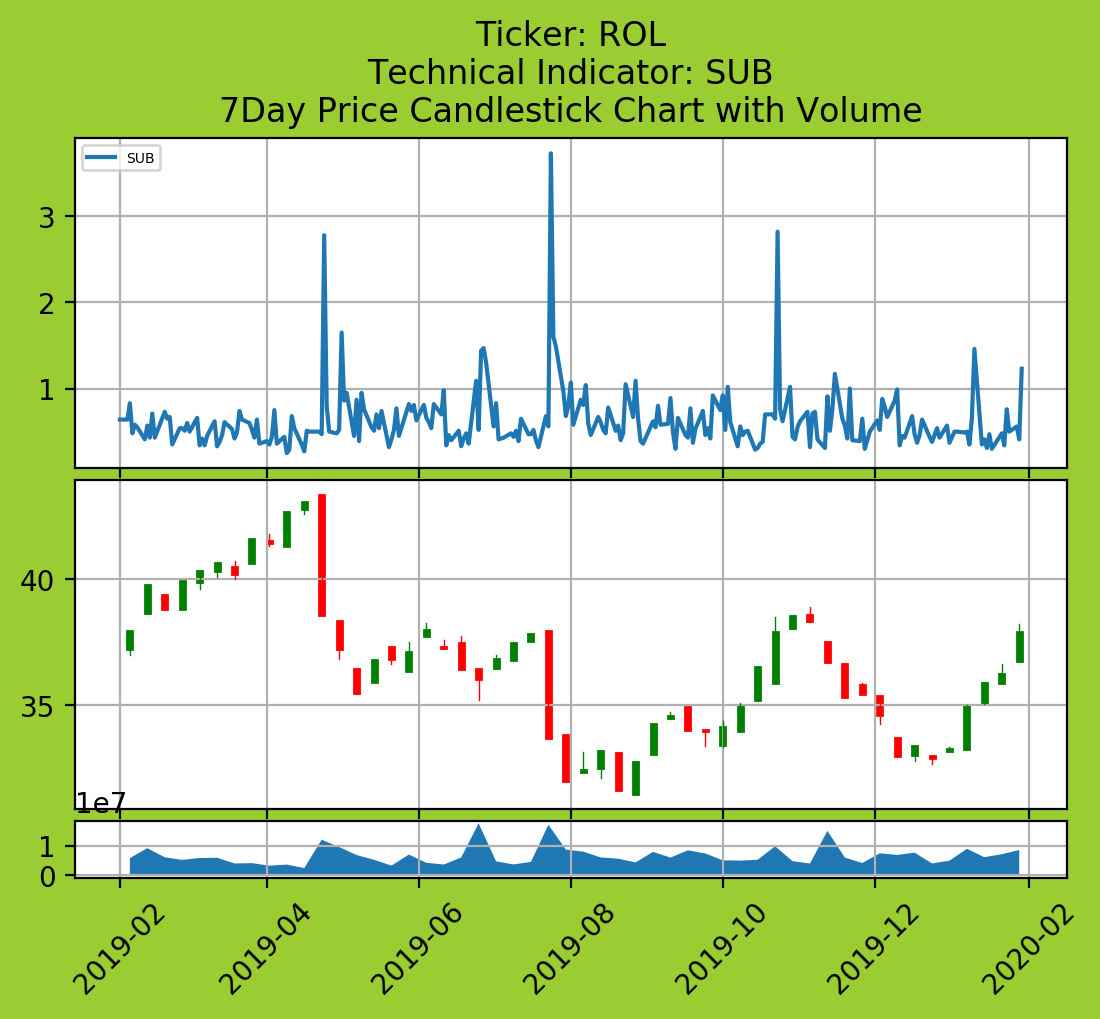 Ticker: ROL
Technical Indicator: SUB
7Day Price Candlestick Chart with Volume
SUB
3
2
1
40
35
1e7
1
0
2019-02
2019-04
2019-06
2019-08
2019-10
2019-12
2020-02